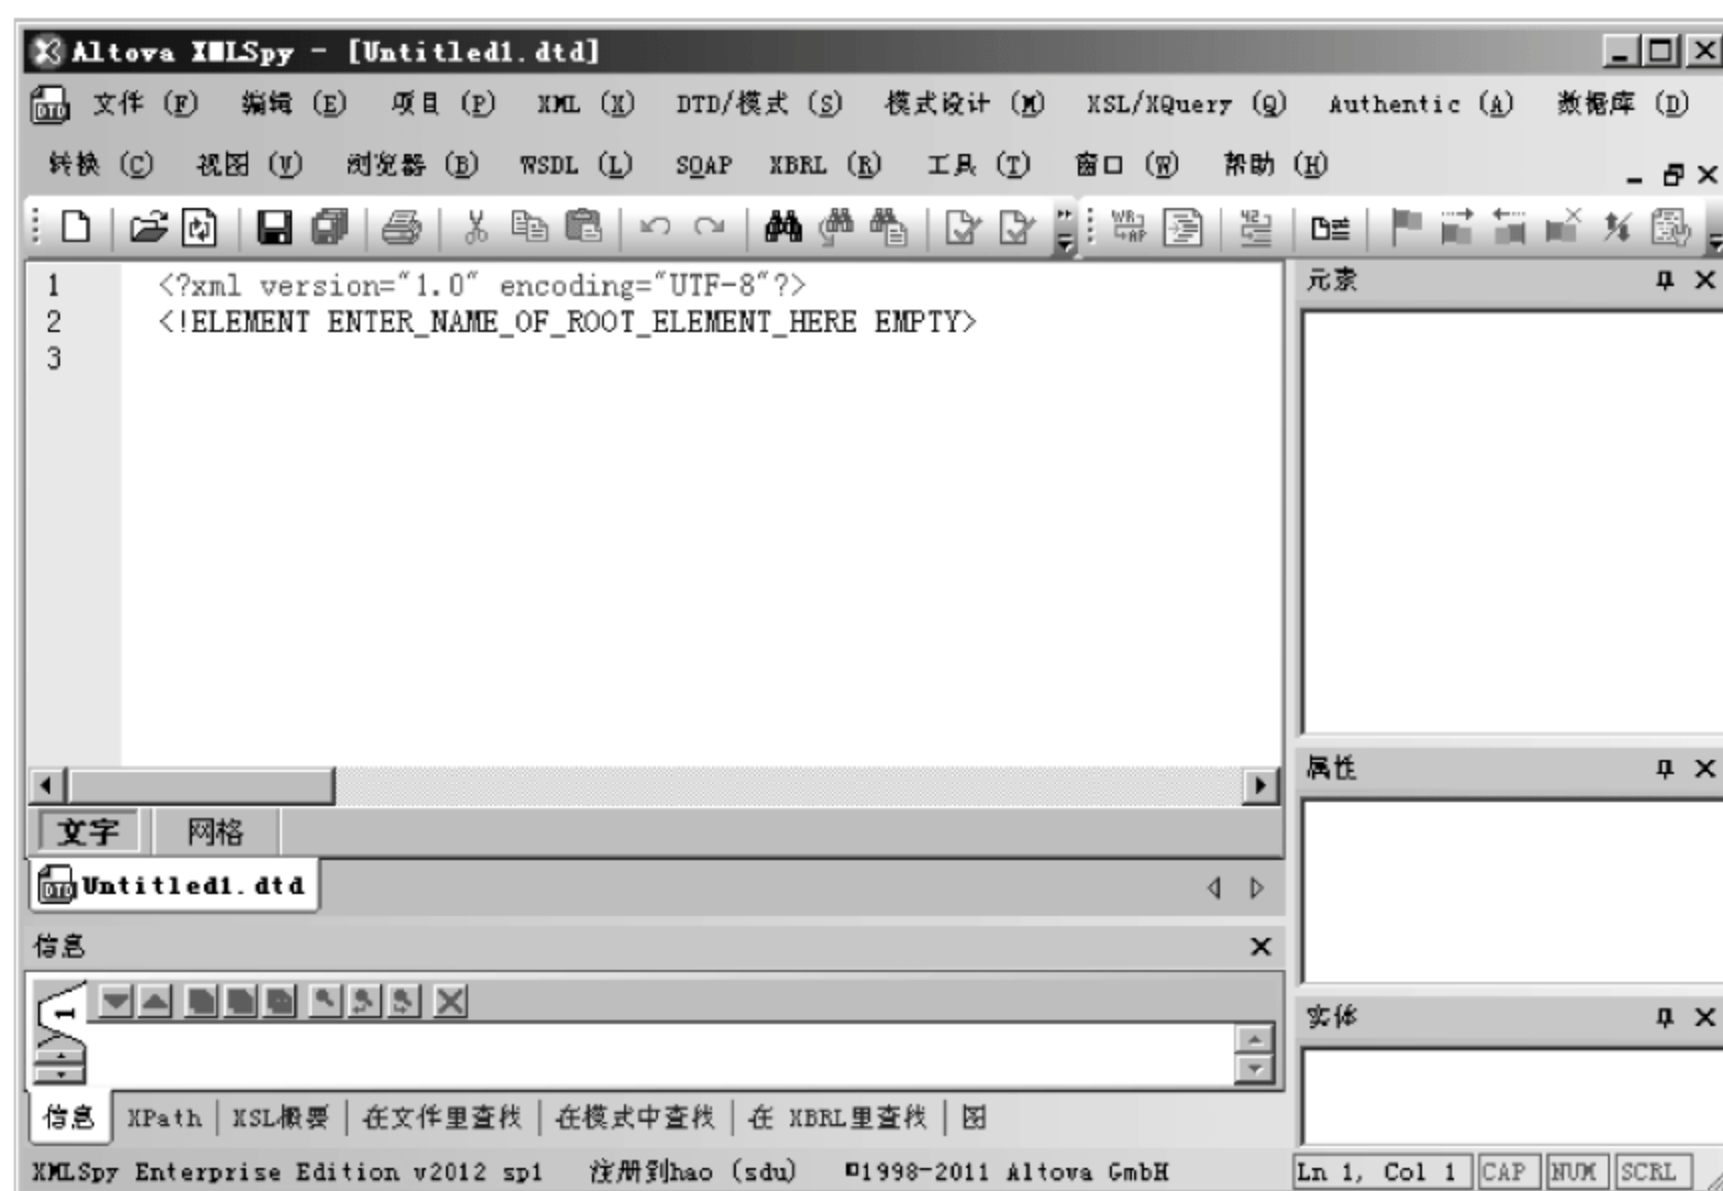 Altova XMLSpy - [Untitled1.dtd]
文件 (F) 编辑 (E) 项目 (P) XML (X) DTD/模式 (S) 模式设计 (M) XSL/XQuery (Q) Authentic (A) 数据库 (D)
转换 (C) 视图 (V) 浏览器 (B) WSDL (L) SOAP XBRL (R) 工具 (T) 窗口 (W) 帮助 (H)
元素
1 <?xml version="1.0" encoding="UTF-8"?>
2 <!ELEMENT ENTER_NAME_OF_ROOT_ELEMENT_HERE EMPTY>
3
属性
文字 网格
DTD Untitled1.dtd
信息
1
实体
信息 XPath XSL概要 在文件里查找 在模式中查找 在 XBRL里查找 图
XMLSpy Enterprise Edition v2012 sp1 注册到hao (sdu) ©1998-2011 Altova GmbH Ln 1, Col 1 CAP NUM SCRL